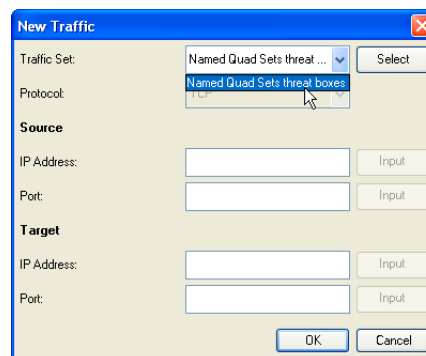 New Traffic
Traffic Set: Named Quad Sets threat ... Select
Named Quad Sets threat boxes
Protocol: TCP
Source
IP Address: Input
Port: Input
Target
IP Address: Input
Port: Input
OK Cancel